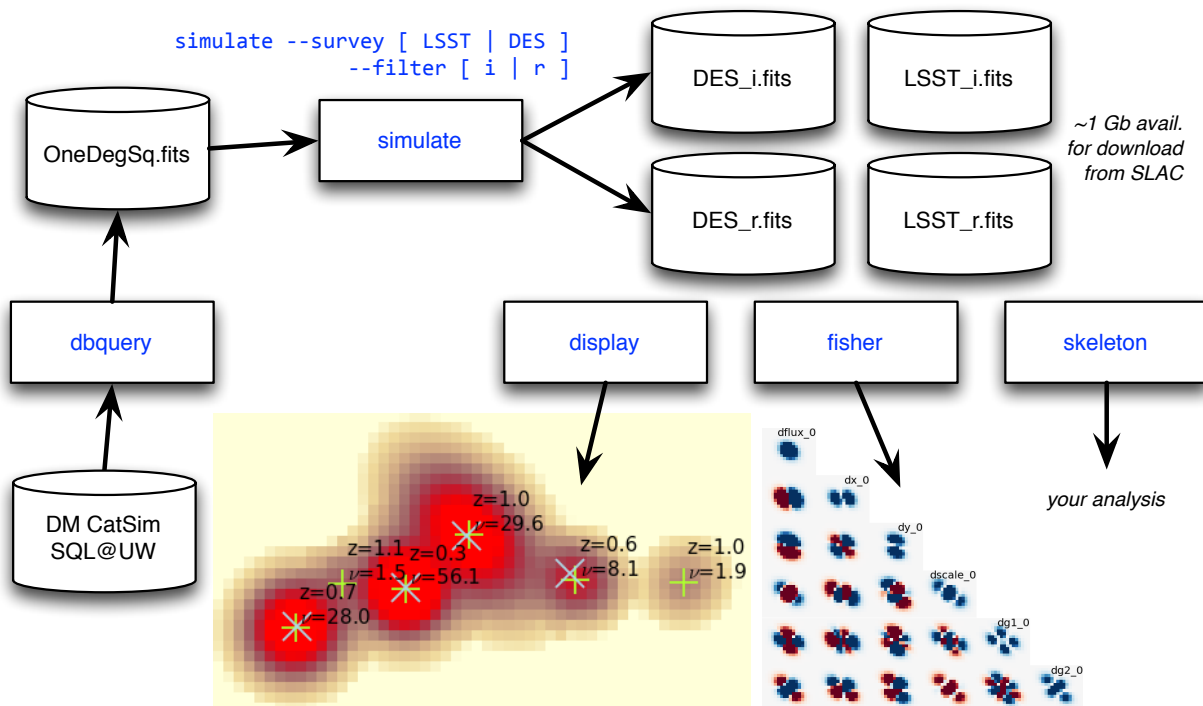 simulate --survey [ LSST | DES ]
--filter [ i | r ]
DES_i.fits
LSST_i.fits
OneDegSq.fits
simulate
~1 Gb avail.
for download
from SLAC
DES_r.fits
LSST_r.fits
dbquery
display
fisher
skeleton
DM CatSim
SQL@UW
z=1.0
ν=29.6
z=1.1
ν=1.5
z=0.3
ν=56.1
z=0.6
ν=8.1
z=1.0
ν=1.9
z=0.7
ν=28.0
dflux_0
dx_0
dy_0
dscale_0
dg1_0
dg2_0
your analysis